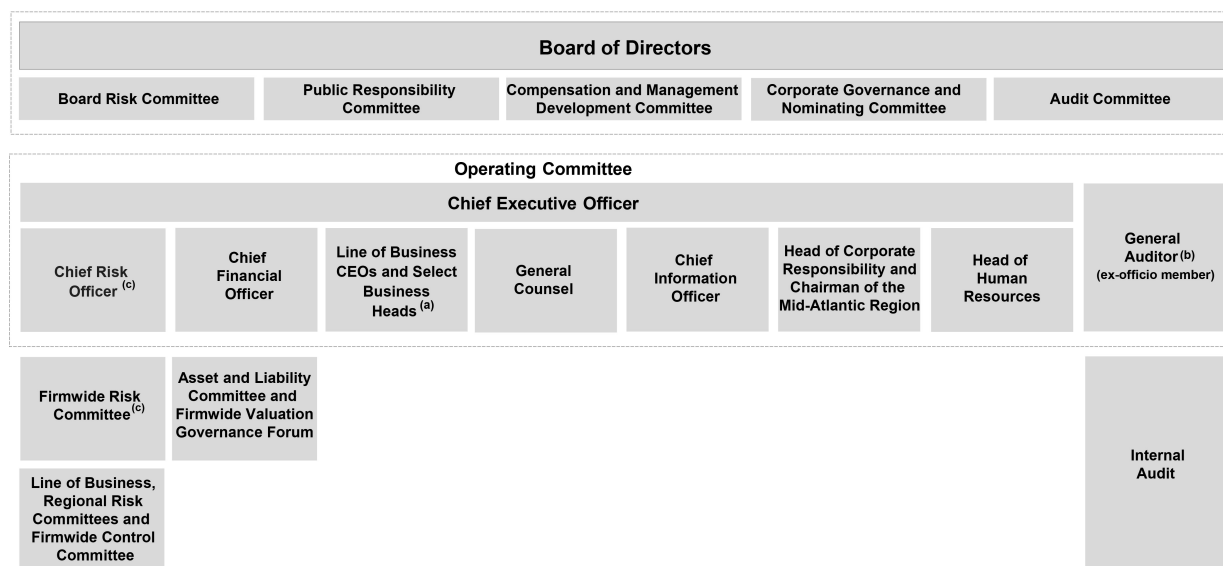 Board of Directors
Board Risk Committee
Public Responsibility
Committee
Compensation and Management
Development Committee
Corporate Governance and
Nominating Committee
Audit Committee
Operating Committee
Chief Executive Officer
Chief Risk
Officer (c)
Chief
Financial
Officer
Line of Business
CEOs and Select
Business
Heads (a)
General
Counsel
Chief
Information
Officer
Head of Corporate
Responsibility and
Chairman of the
Mid-Atlantic Region
Head of
Human
Resources
General
Auditor (b)
(ex-officio member)
Firmwide Risk
Committee (c)
Asset and Liability
Committee and
Firmwide Valuation
Governance Forum
Internal
Audit
Line of Business,
Regional Risk
Committees and
Firmwide Control
Committee